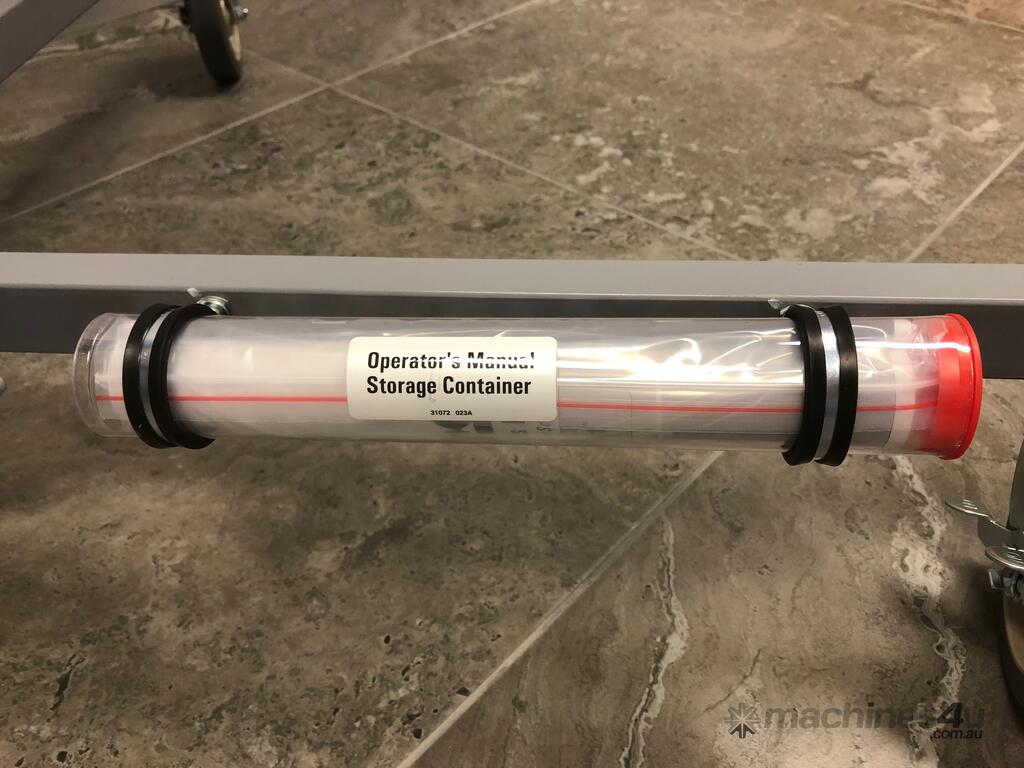 Operator's Manual
Storage Container
31072 023A
machines4u
.com.au